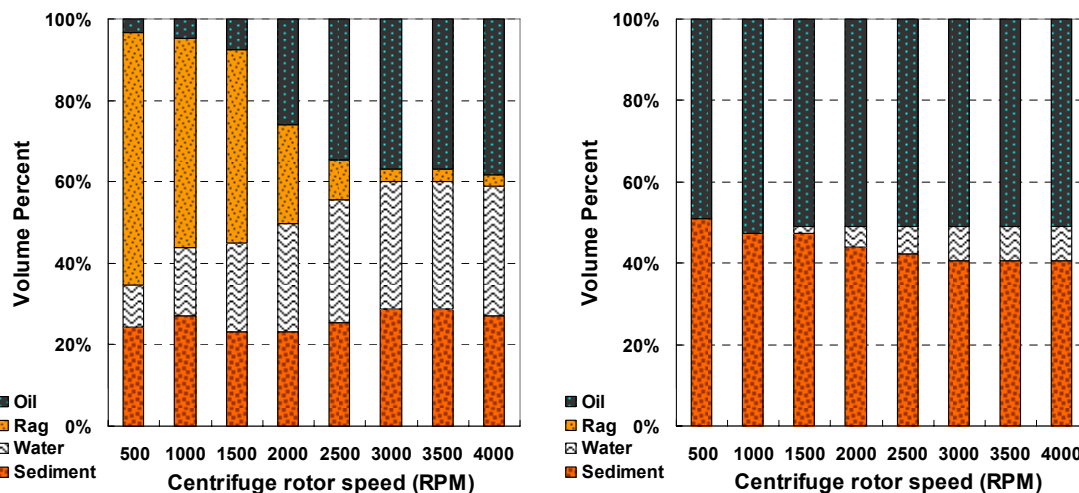 100%
80%
60%
40%
20%
0%
Volume Percent
Oil
Rag
Water
Sediment
500 1000 1500 2000 2500 3000 3500 4000
Centrifuge rotor speed (RPM)
100%
80%
60%
40%
20%
0%
Volume Percent
Oil
Rag
Water
Sediment
500 1000 1500 2000 2500 3000 3500 4000
Centrifuge rotor speed (RPM)